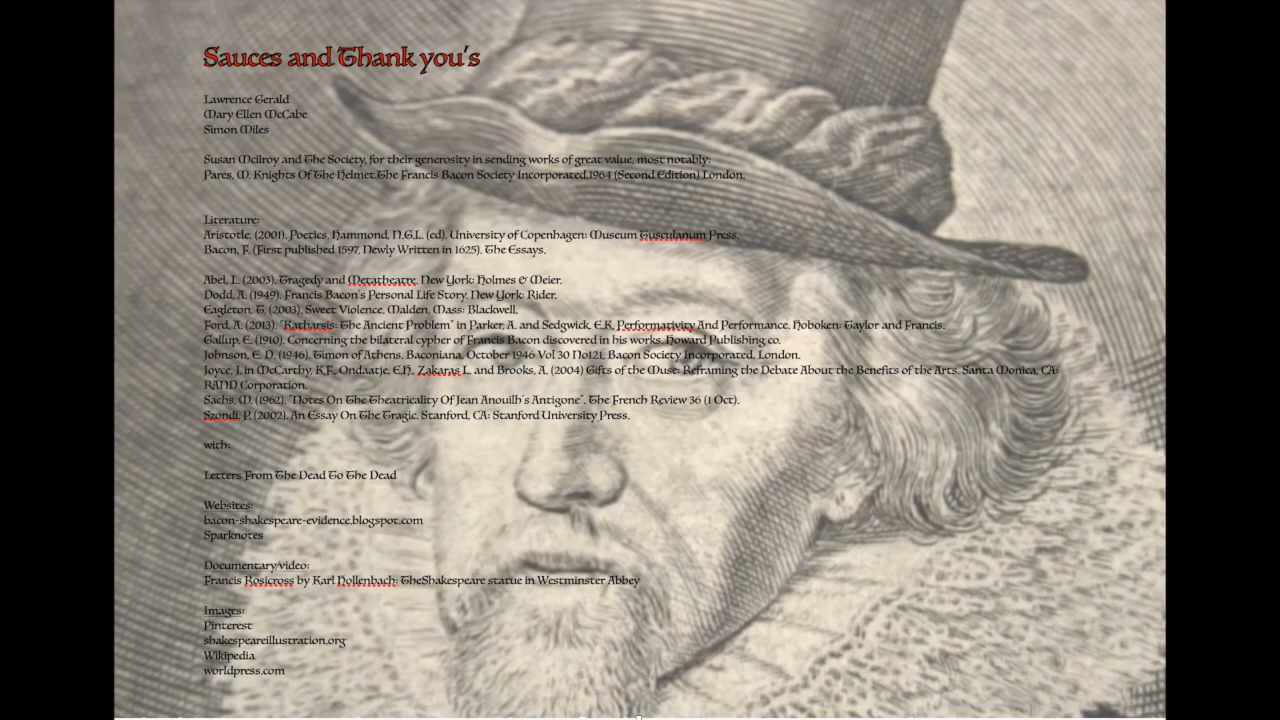 Sauces and Thank you's
Lawrence Gerald
Mary Ellen McCabe
Simon Miles
Susan Mcilroy and The Society, for their generosity in sending works of great value, most notably:
Pares, M. Knights Of The Helmet.The Francis Bacon Society Incorporated,1964 (Second Edition) London.
Literature:
Aristotle. (2001). Poetics, Hammond, N.G.L. (ed). University of Copenhagen: Museum Tusculanum Press.
Bacon, F. (First published 1597, Newly Written in 1625). The Essays.
Abel, L. (2003). Tragedy and Metatheatre. New York: Holmes & Meier.
Dodd, A. (1949). Francis Bacon's Personal Life Story. New York: Rider.
Eagleton, T. (2003). Sweet Violence, Malden, Mass: Blackwell.
Ford, A. (2013). "Katharsis: The Ancient Problem" in Parker, A. and Sedgwick, E.K, Performativity And Performance. Hoboken: Taylor and Francis.
Gallup, E. (1910). Concerning the bilateral cypher of Francis Bacon discovered in his works. Howard Publishing co.
Johnson, E. D. (1946). Timon of Athens, Baconiana, October 1946 Vol 30 No121, Bacon Society Incorporated, London.
Joyce, J. in McCarthy, K.F., Ondaatje, E.H., Zakaras L. and Brooks, A. (2004) Gifts of the Muse: Reframing the Debate About the Benefits of the Arts. Santa Monica, CA:
RAND Corporation.
Sachs, M. (1962). "Notes On The Theatricality Of Jean Anouilh's Antigone". The French Review 36 (1 Oct).
Szondi, P. (2002). An Essay On The Tragic. Stanford, CA: Stanford University Press.
with:
Letters From The Dead To The Dead
Websites:
bacon-shakespeare-evidence.blogspot.com
Sparknotes
Documentary/video:
Francis Rosicross by Karl Hollenbach: TheShakespeare statue in Westminster Abbey
Images:
Pinterest
shakespeareillustration.org
Wikipedia
worldpress.com